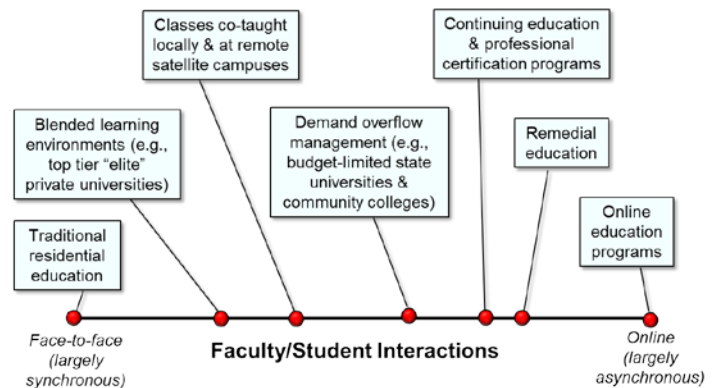 Classes co-taught
locally & at remote
satellite campuses
Continuing education
& professional
certification programs
Blended learning
environments (e.g.,
top tier “elite”
private universities)
Demand overflow
management (e.g.,
budget-limited state
universities &
community colleges)
Remedial
education
Traditional
residential
education
Online
education
programs
Face-to-face
(largely
synchronous)
Faculty/Student Interactions
Online
(largely
asynchronous)